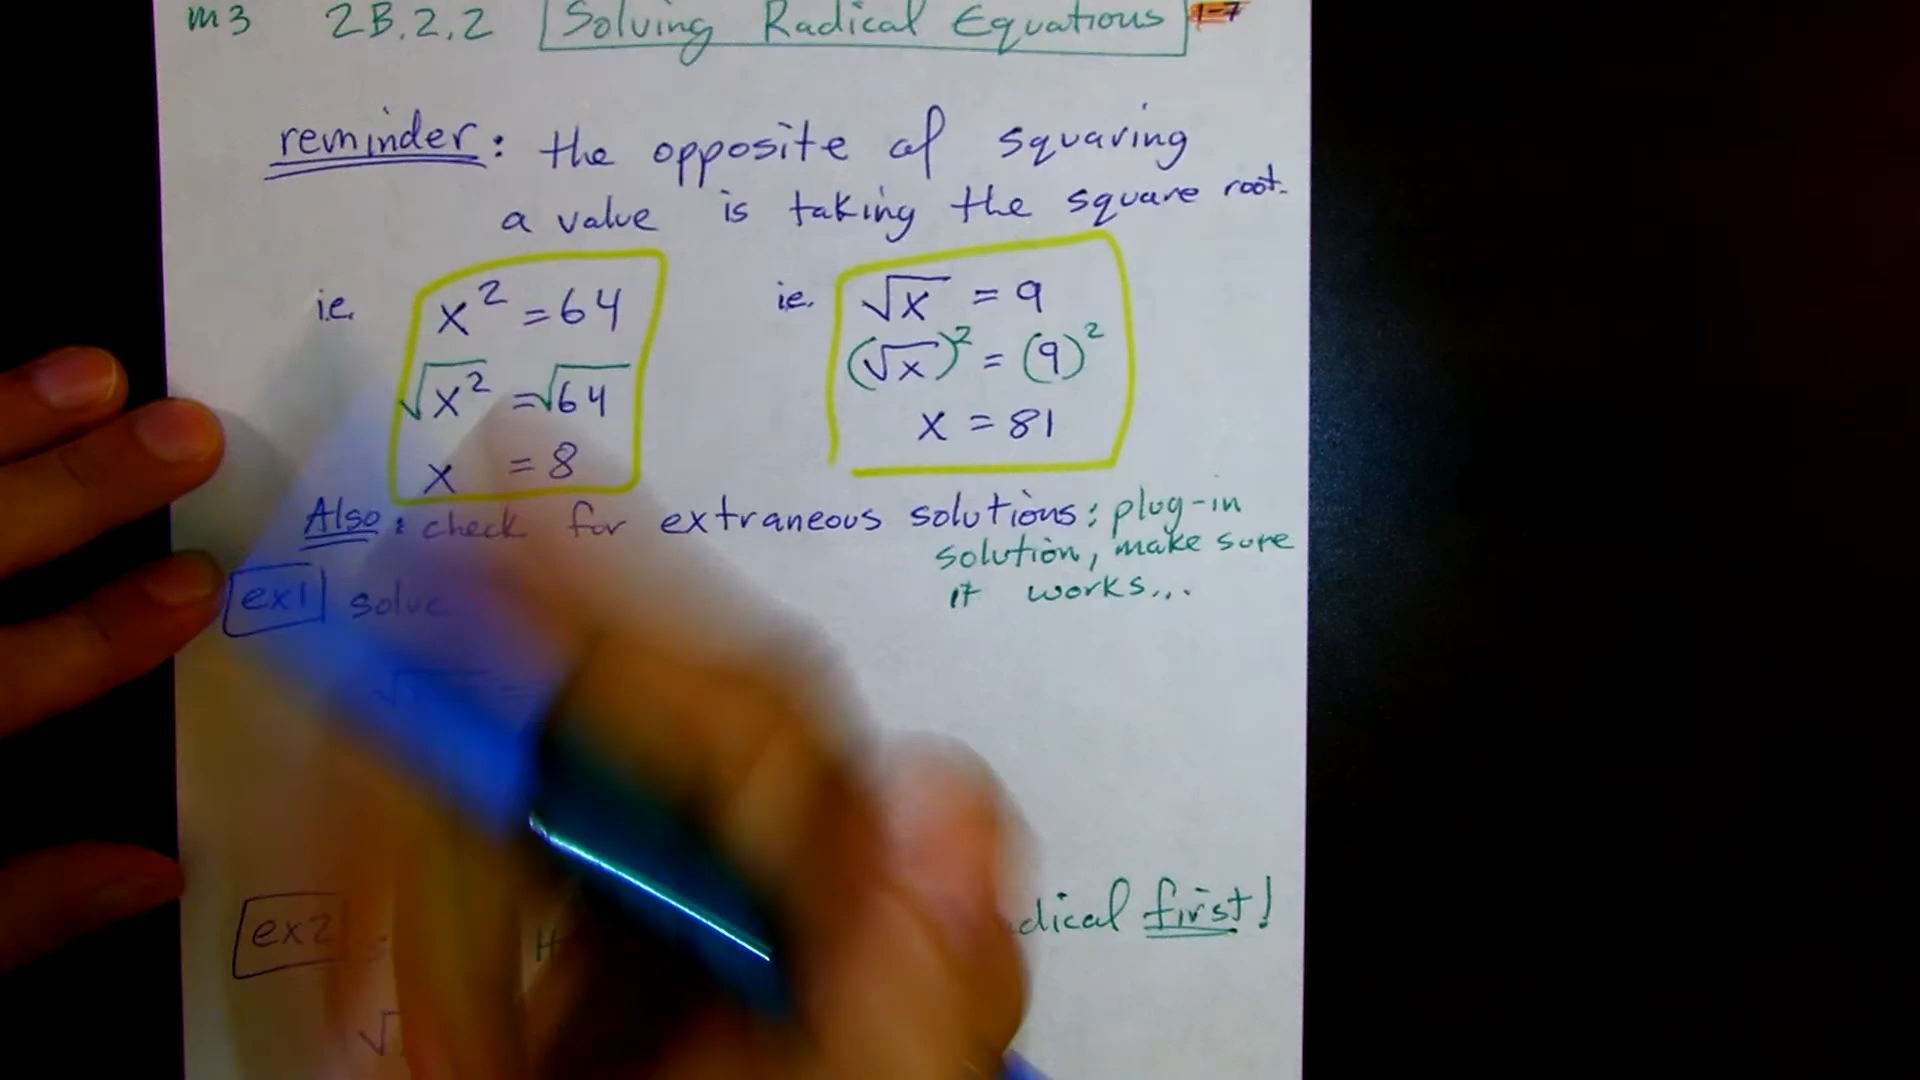 m3 2B.2.2 Solving Radical Equations 1-7
reminder: the opposite of squaring
a value is taking the square root.
i.e. x² = 64
√x² = √64
x = 8
ie. √x = 9
(√x)² = (9)²
x = 81
Also: check for extraneous solutions: plug-in
solution, make sure
it works...
ex1 solve
ex2
first!